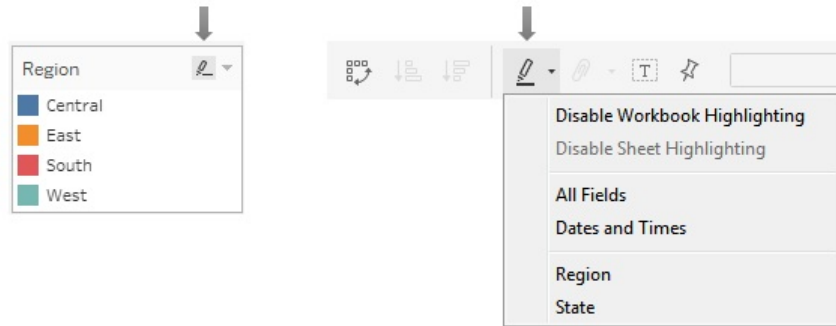 Region
Central
East
South
West
T
Disable Workbook Highlighting
Disable Sheet Highlighting
All Fields
Dates and Times
Region
State